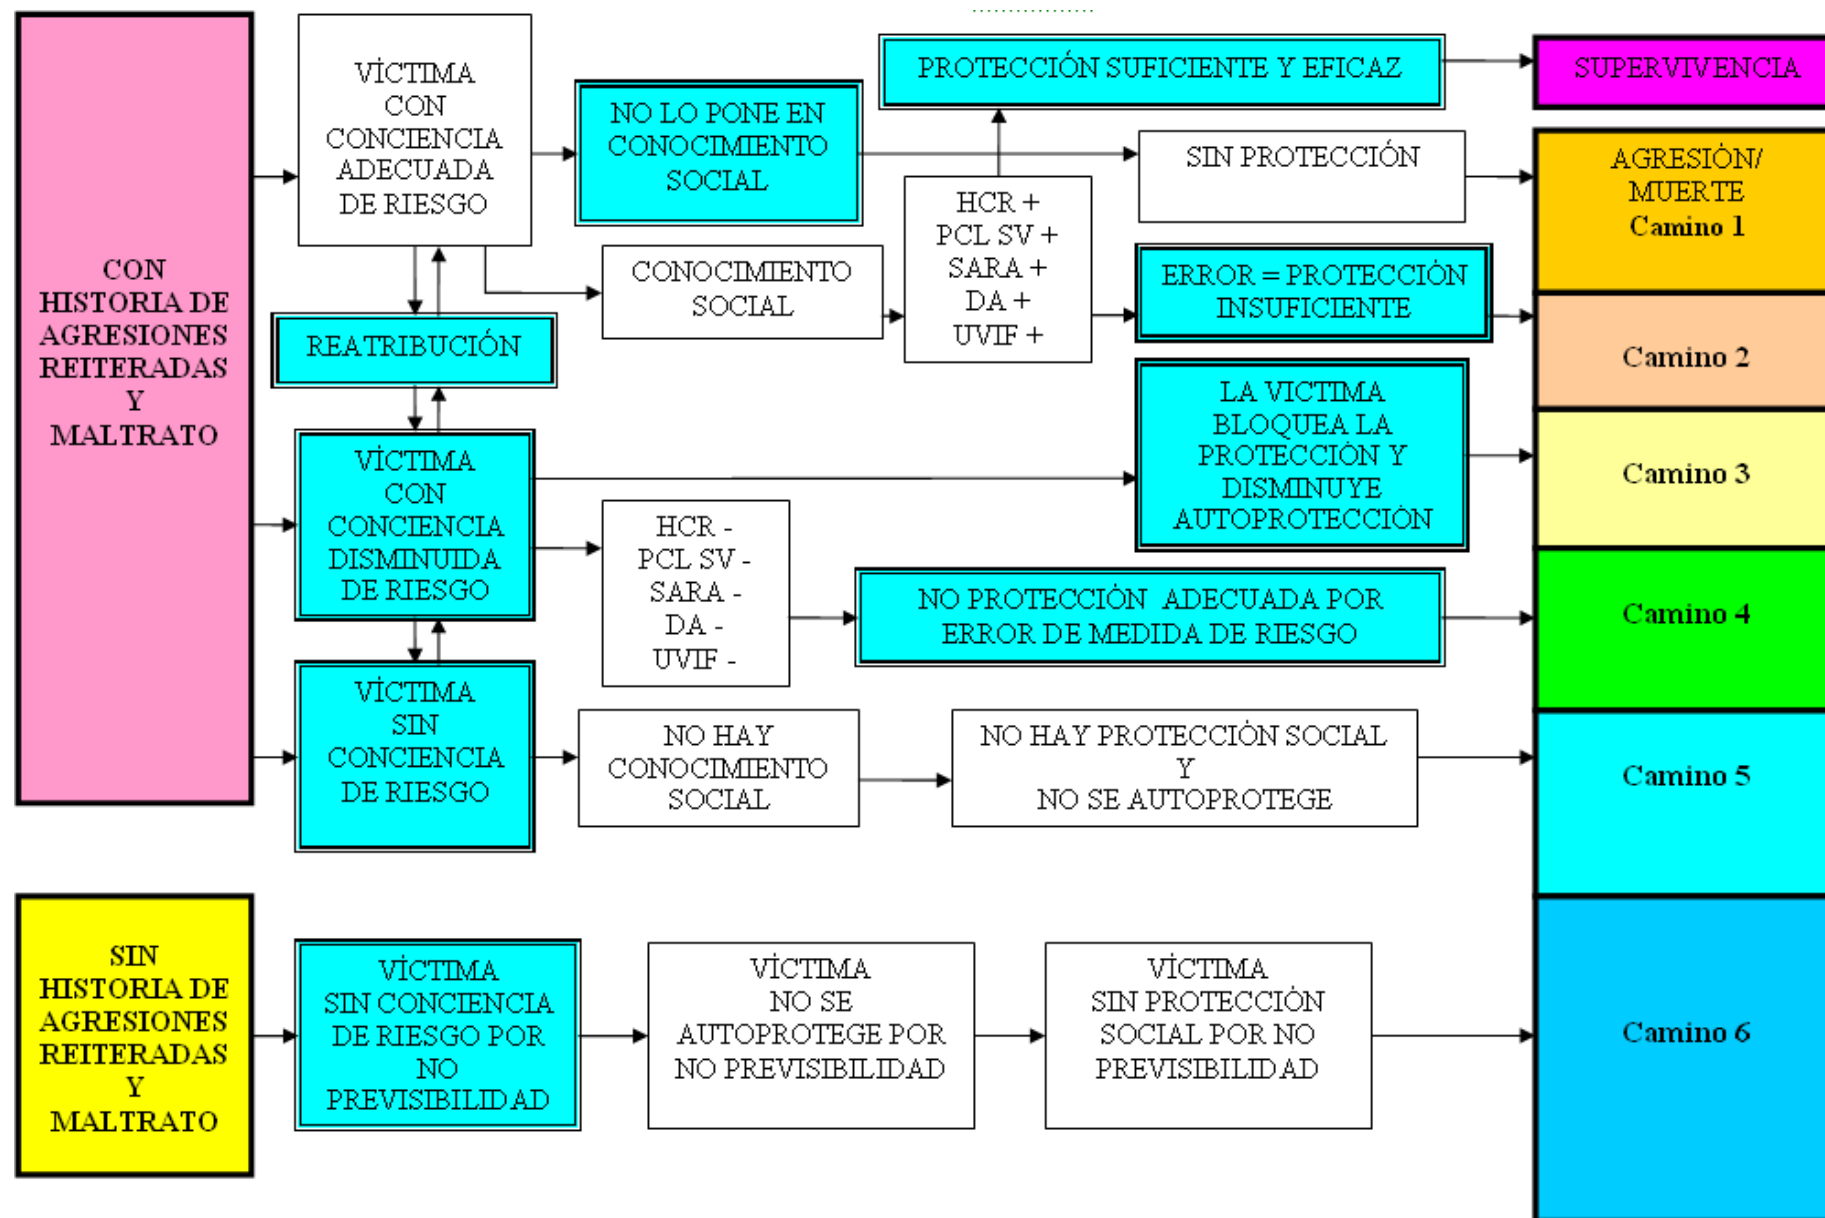 CON
HISTORIA DE
AGRESIONES
REITERADAS
Y
MALTRATO
VÍCTIMA
CON
CONCIENCIA
ADECUADA
DE RIESGO
NO LO PONE EN
CONOCIMIENTO
SOCIAL
PROTECCIÓN SUFICIENTE Y EFICAZ
SUPERVIVENCIA
SIN PROTECCIÓN
AGRESIÓN/
MUERTE
Camino 1
CONOCIMIENTO
SOCIAL
HCR +
PCL SV +
SARA +
DA +
UVIF +
ERROR = PROTECCIÓN
INSUFICIENTE
Camino 2
REATRIBUCIÓN
VÍCTIMA
CON
CONCIENCIA
DISMINUIDA
DE RIESGO
LA VICTIMA
BLOQUEA LA
PROTECCIÓN Y
DISMINUYE
AUTOPROTECCIÓN
Camino 3
HCR -
PCL SV -
SARA -
DA -
UVIF -
NO PROTECCIÓN ADECUADA POR
ERROR DE MEDIDA DE RIESGO
Camino 4
VÍCTIMA
SIN
CONCIENCIA
DE RIESGO
NO HAY
CONOCIMIENTO
SOCIAL
NO HAY PROTECCIÓN SOCIAL
Y
NO SE AUTOPROTEGE
Camino 5
SIN
HISTORIA DE
AGRESIONES
REITERADAS
Y
MALTRATO
VÍCTIMA
SIN CONCIENCIA
DE RIESGO POR
NO
PREVISIBILIDAD
VÍCTIMA
NO SE
AUTOPROTEGE POR
NO PREVISIBILIDAD
VÍCTIMA
SIN PROTECCIÓN
SOCIAL POR NO
PREVISIBILIDAD
Camino 6